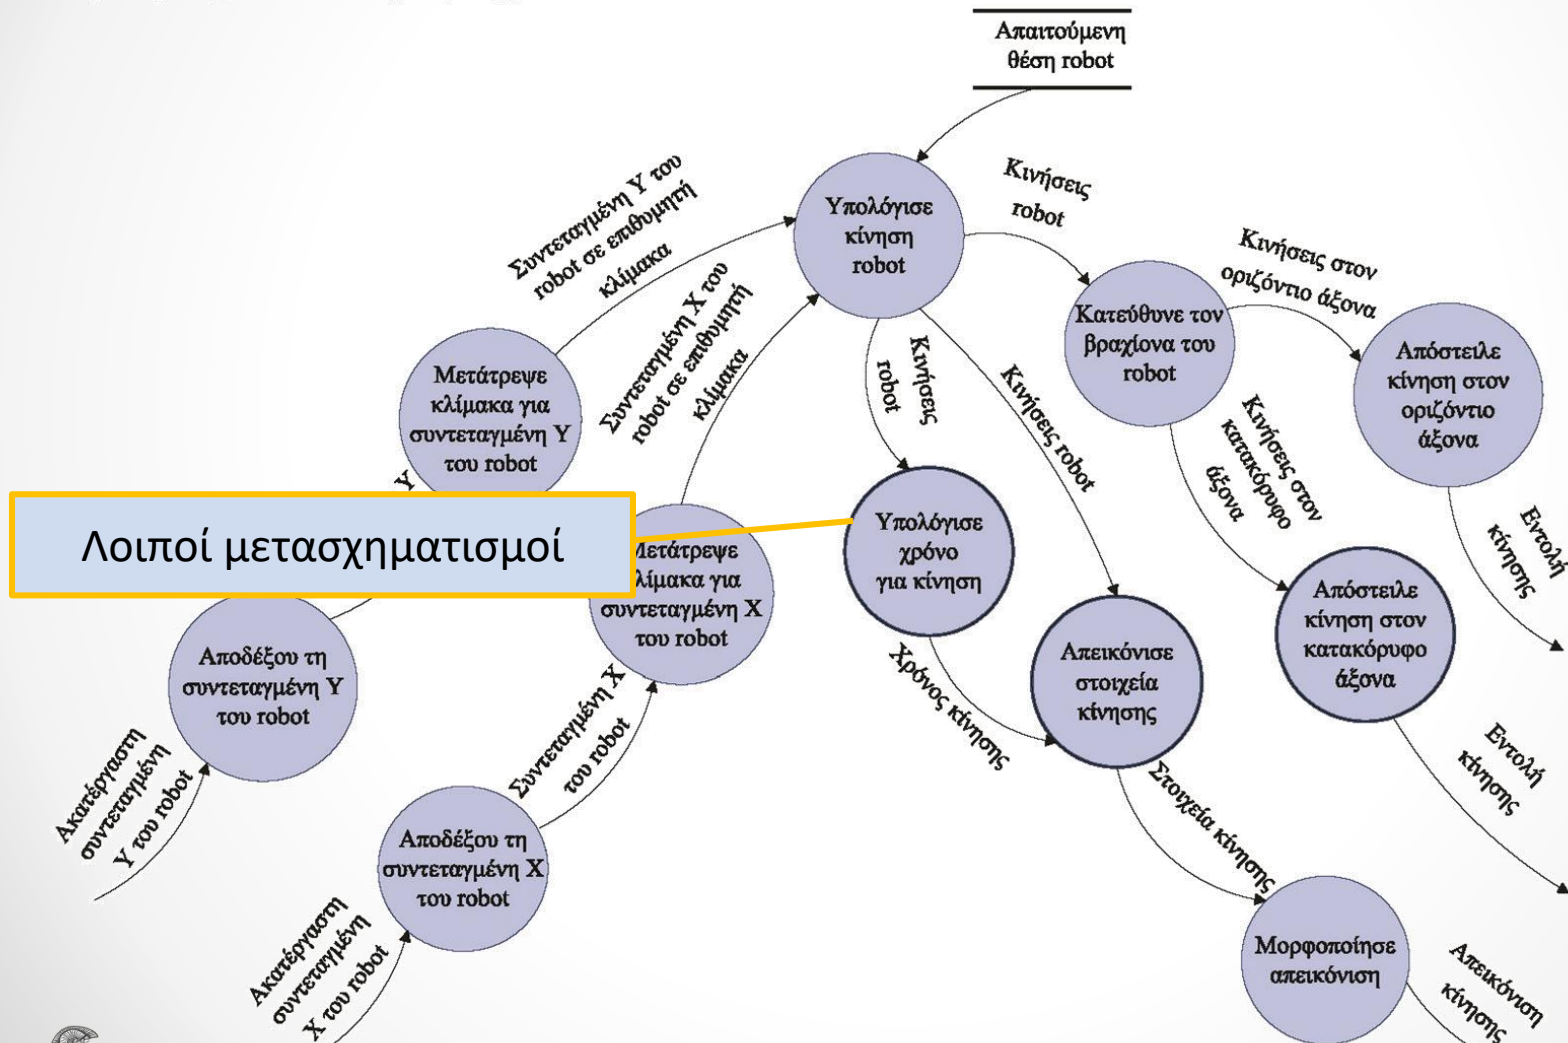 Απαιτούμενη
θέση robot
Συντεταγμένη Y του
robot σε επιθυμητή
κλίμακα
Υπολόγισε
κίνηση
robot
Κινήσεις
robot
Κινήσεις στον
οριζόντιο άξονα
Συντεταγμένη X του
robot σε επιθυμητή
κλίμακα
Κατεύθυνε τον
βραχίονα του
robot
Απόστειλε
κίνηση στον
οριζόντιο
άξονα
Μετάτρεψε
κλίμακα για
συντεταγμένη Y
του robot
Κινήσεις
robot
Κινήσεις robot
Κινήσεις στον
κατακόρυφο
άξονα
Y
Λοιποί μετασχηματισμοί
Μετάτρεψε
κλίμακα για
συντεταγμένη X
του robot
Υπολόγισε
χρόνο
για κίνηση
Εντολή
κίνησης
Απόστειλε
κίνηση στον
κατακόρυφο
άξονα
Αποδέξου τη
συντεταγμένη Y
του robot
Απεικόνισε
στοιχεία
κίνησης
Χρόνος κίνησης
Συντεταγμένη X
του robot
Ακατέργαστη
συντεταγμένη
Y του robot
Εντολή
κίνησης
Στοιχεία κίνησης
Αποδέξου τη
συντεταγμένη X
του robot
Ακατέργαστη
συντεταγμένη
X του robot
Μορφοποίησε
απεικόνιση
Απεικόνιση
κίνησης